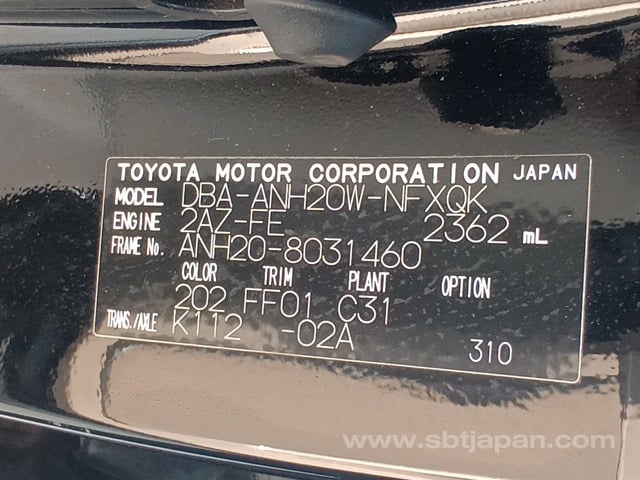 TOYOTA MOTOR CORPORATION JAPAN
MODEL DBA-ANH20W-NFXQK
ENGINE 2AZ-FE 2362 mL
FRAME No. ANH20-8031460
COLOR TRIM PLANT OPTION
202 FF01 C31
TRANS./AXLE K112 -02A
310
www.sbtjapan.com